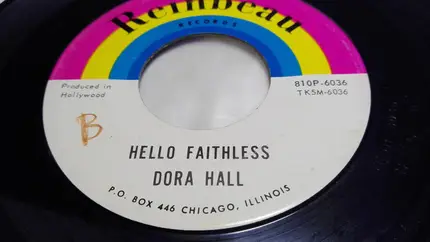 Reinbeau
RECORDS
Produced in
Hollywood
810P-6036
TK5M-6036
B
HELLO FAITHLESS
DORA HALL
P.O. BOX 446 CHICAGO, ILLINOIS